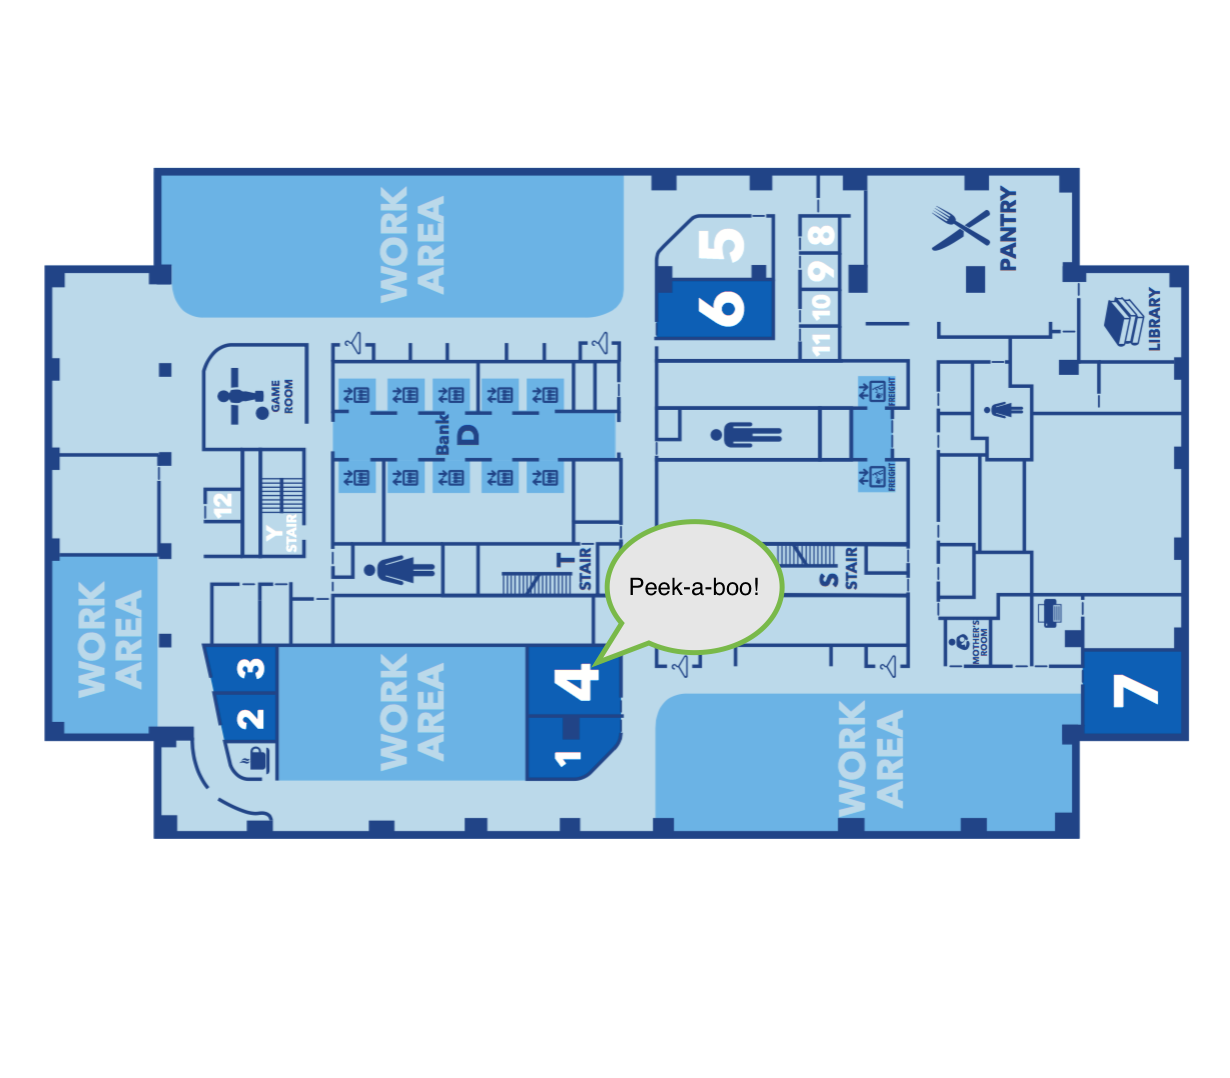 WORK
AREA
5
6
8
9
10
11
PANTRY
LIBRARY
GAME
ROOM
Bank
D
FREIGHT
FREIGHT
12
Y
STAIR
T
STAIR
Peek-a-boo!
S
STAIR
WORK
AREA
3
2
WORK
AREA
4
1
MOTHER'S
ROOM
7
WORK
AREA